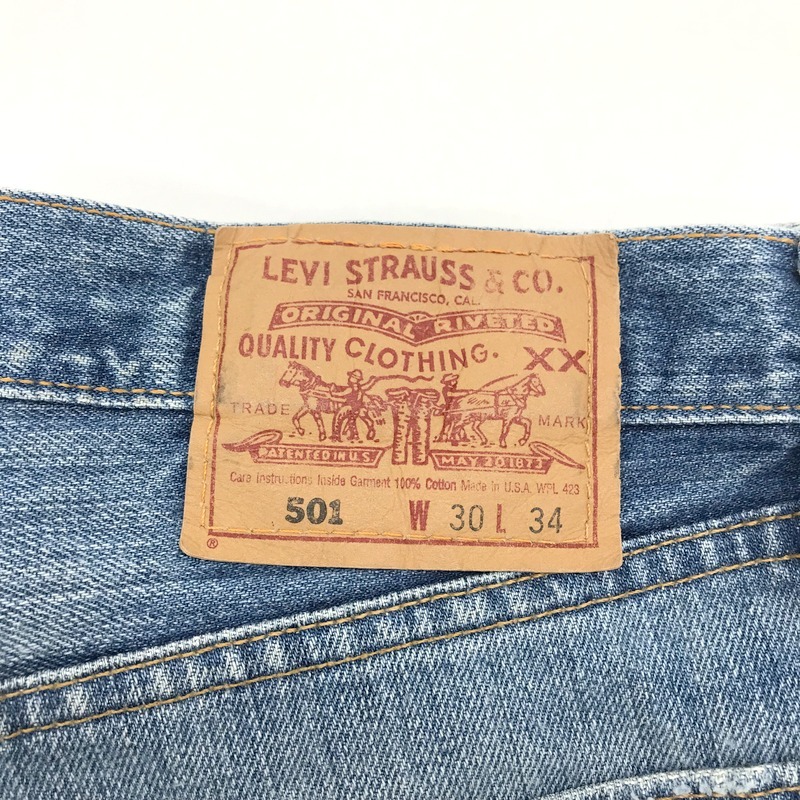 LEVI STRAUSS & CO.
SAN FRANCISCO, CAL.
ORIGINAL RIVETED
QUALITY CLOTHING. XX
TRADE MARK
PATENTED IN U.S. MAY 20 1873
Care Instructions Inside Garment 100% Cotton Made in U.S.A. WPL 423
501 W 30 L 34
®